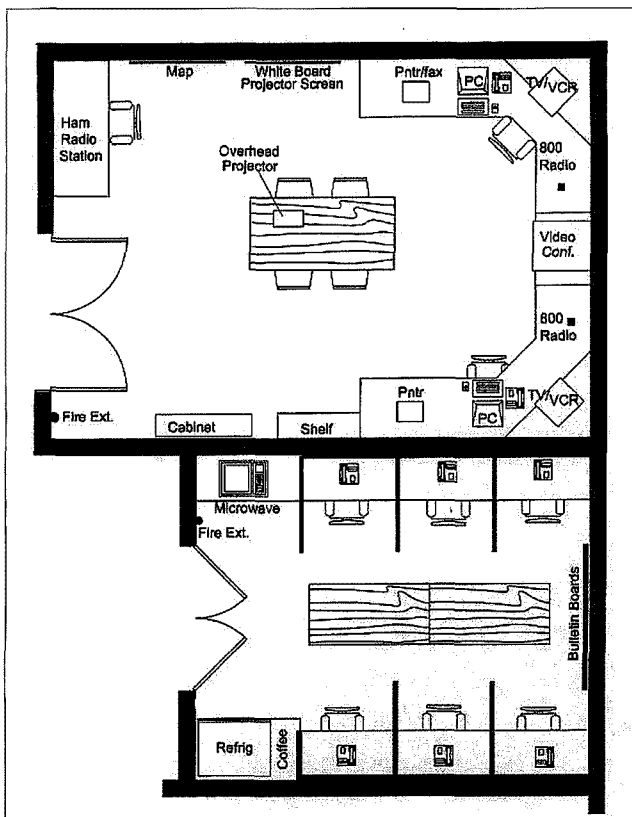 Map
White Board
Projector Screen
Pntr/fax
PC
TV/VCR
Ham
Radio
Station
Overhead
Projector
800
Radio
Video
Conf.
800
Radio
Pntr
PC
TV/VCR
Fire Ext.
Cabinet
Shelf
Microwave
Fire Ext.
Bulletin Boards
Refrig
Coffee